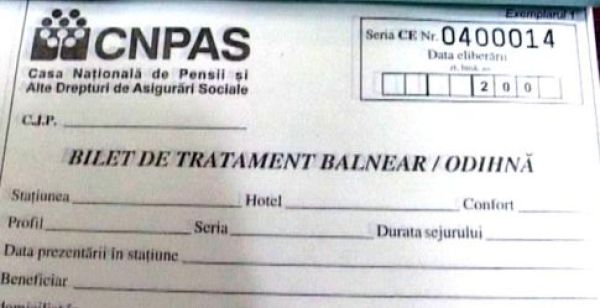 Exemplarul 1
CNPAS
Casa Națională de Pensii și
Alte Drepturi de Asigurări Sociale
Seria CE Nr. 0400014
Data eliberării
2 0 0
C.J.P.
BILET DE TRATAMENT BALNEAR / ODIHNĂ
Stațiunea Hotel Confort
Profil Seria Durata sejurului
Data prezentării în stațiune
Beneficiar